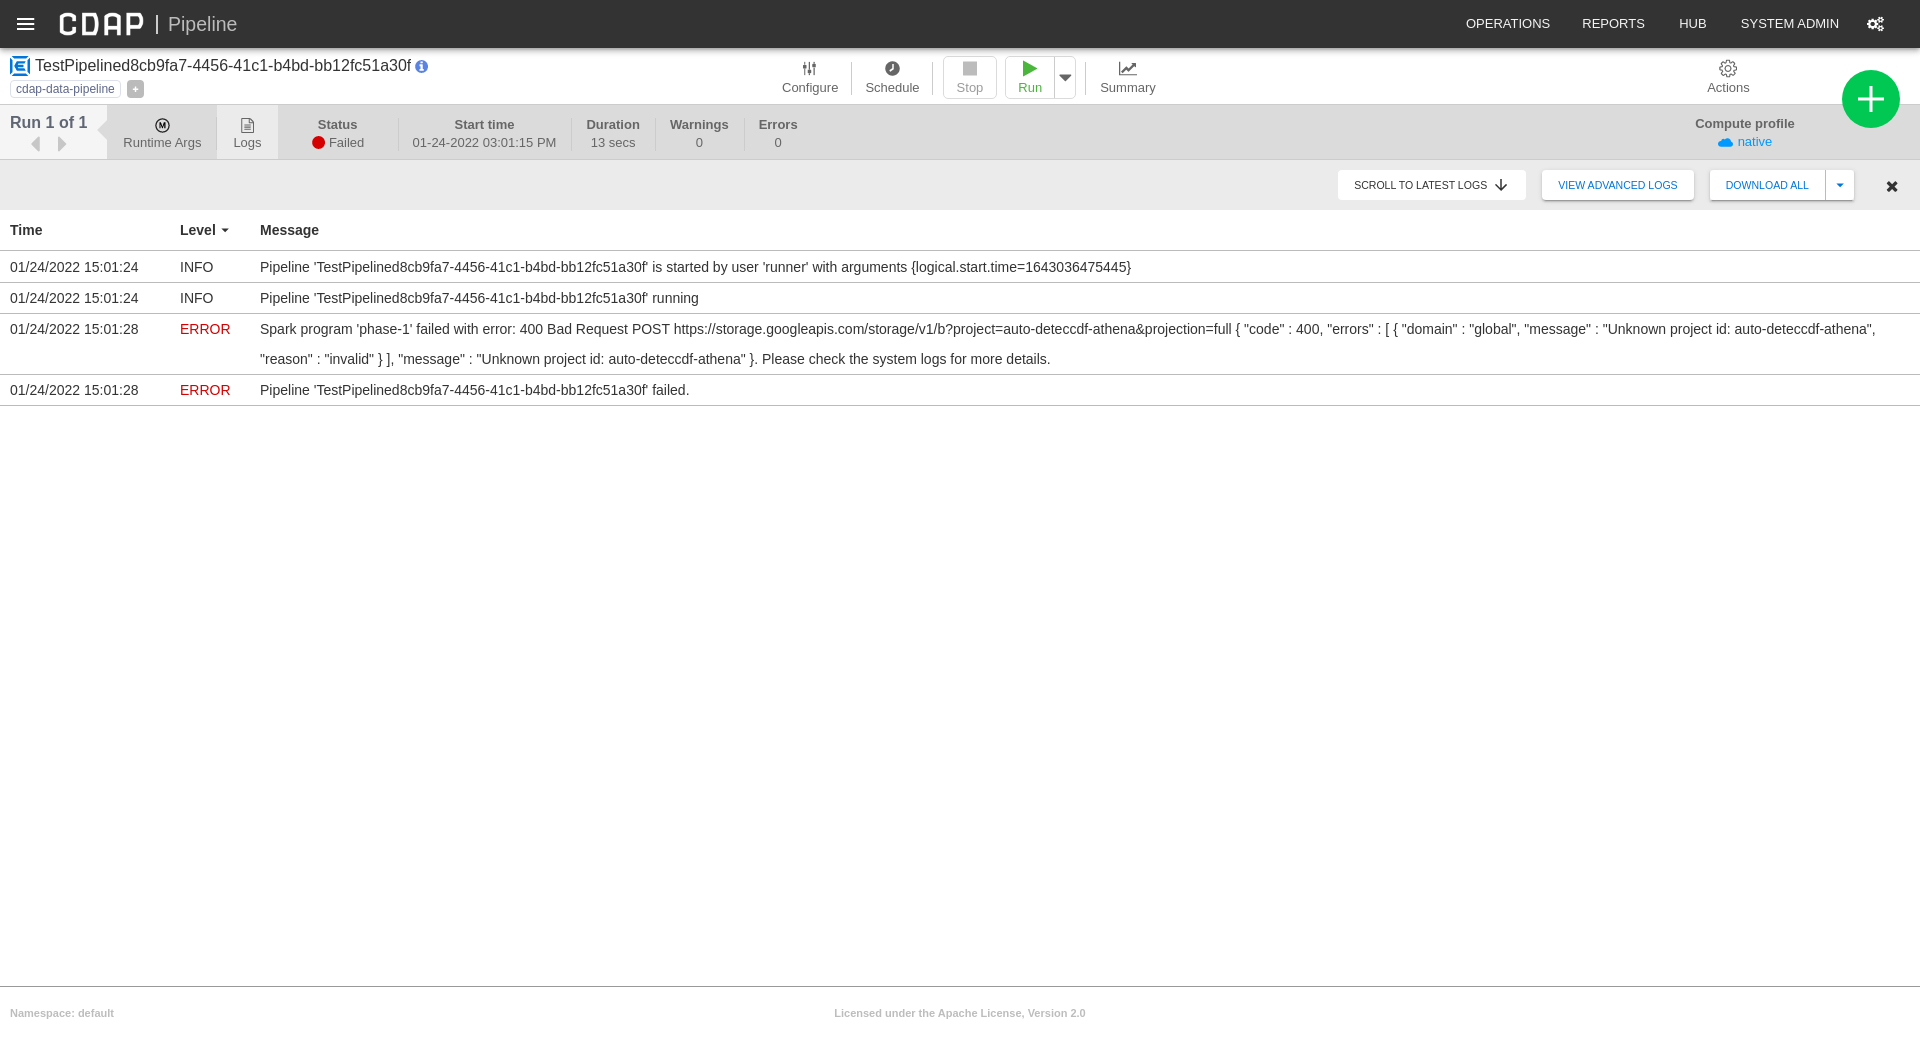 CDAP | Pipeline OPERATIONS REPORTS HUB SYSTEM ADMIN
TestPipelined8cb9fa7-4456-41c1-b4bd-bb12fc51a30f
cdap-data-pipeline +
Configure Schedule Stop Run Summary Actions
Run 1 of 1
Runtime Args Logs
Status Start time Duration Warnings Errors Compute profile
Failed 01-24-2022 03:01:15 PM 13 secs 0 0 native
SCROLL TO LATEST LOGS VIEW ADVANCED LOGS DOWNLOAD ALL
Time Level Message
01/24/2022 15:01:24 INFO Pipeline 'TestPipelined8cb9fa7-4456-41c1-b4bd-bb12fc51a30f' is started by user 'runner' with arguments {logical.start.time=1643036475445}
01/24/2022 15:01:24 INFO Pipeline 'TestPipelined8cb9fa7-4456-41c1-b4bd-bb12fc51a30f' running
01/24/2022 15:01:28 ERROR Spark program 'phase-1' failed with error: 400 Bad Request POST https://storage.googleapis.com/storage/v1/b?project=auto-deteccdf-athena&projection=full { "code" : 400, "errors" : [ { "domain" : "global", "message" : "Unknown project id: auto-deteccdf-athena",
"reason" : "invalid" } ], "message" : "Unknown project id: auto-deteccdf-athena" }. Please check the system logs for more details.
01/24/2022 15:01:28 ERROR Pipeline 'TestPipelined8cb9fa7-4456-41c1-b4bd-bb12fc51a30f' failed.
Namespace: default Licensed under the Apache License, Version 2.0